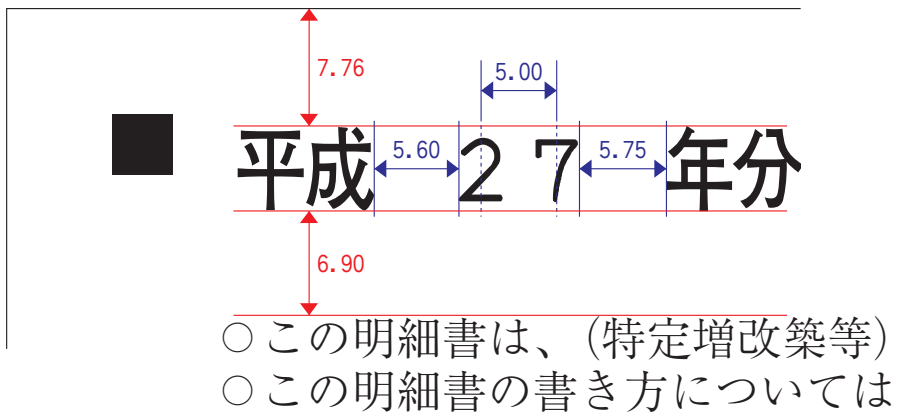 7.76
5.00
平成 5.60 27 5.75 年分
6.90
○この明細書は、(特定増改築等)
○この明細書の書き方については